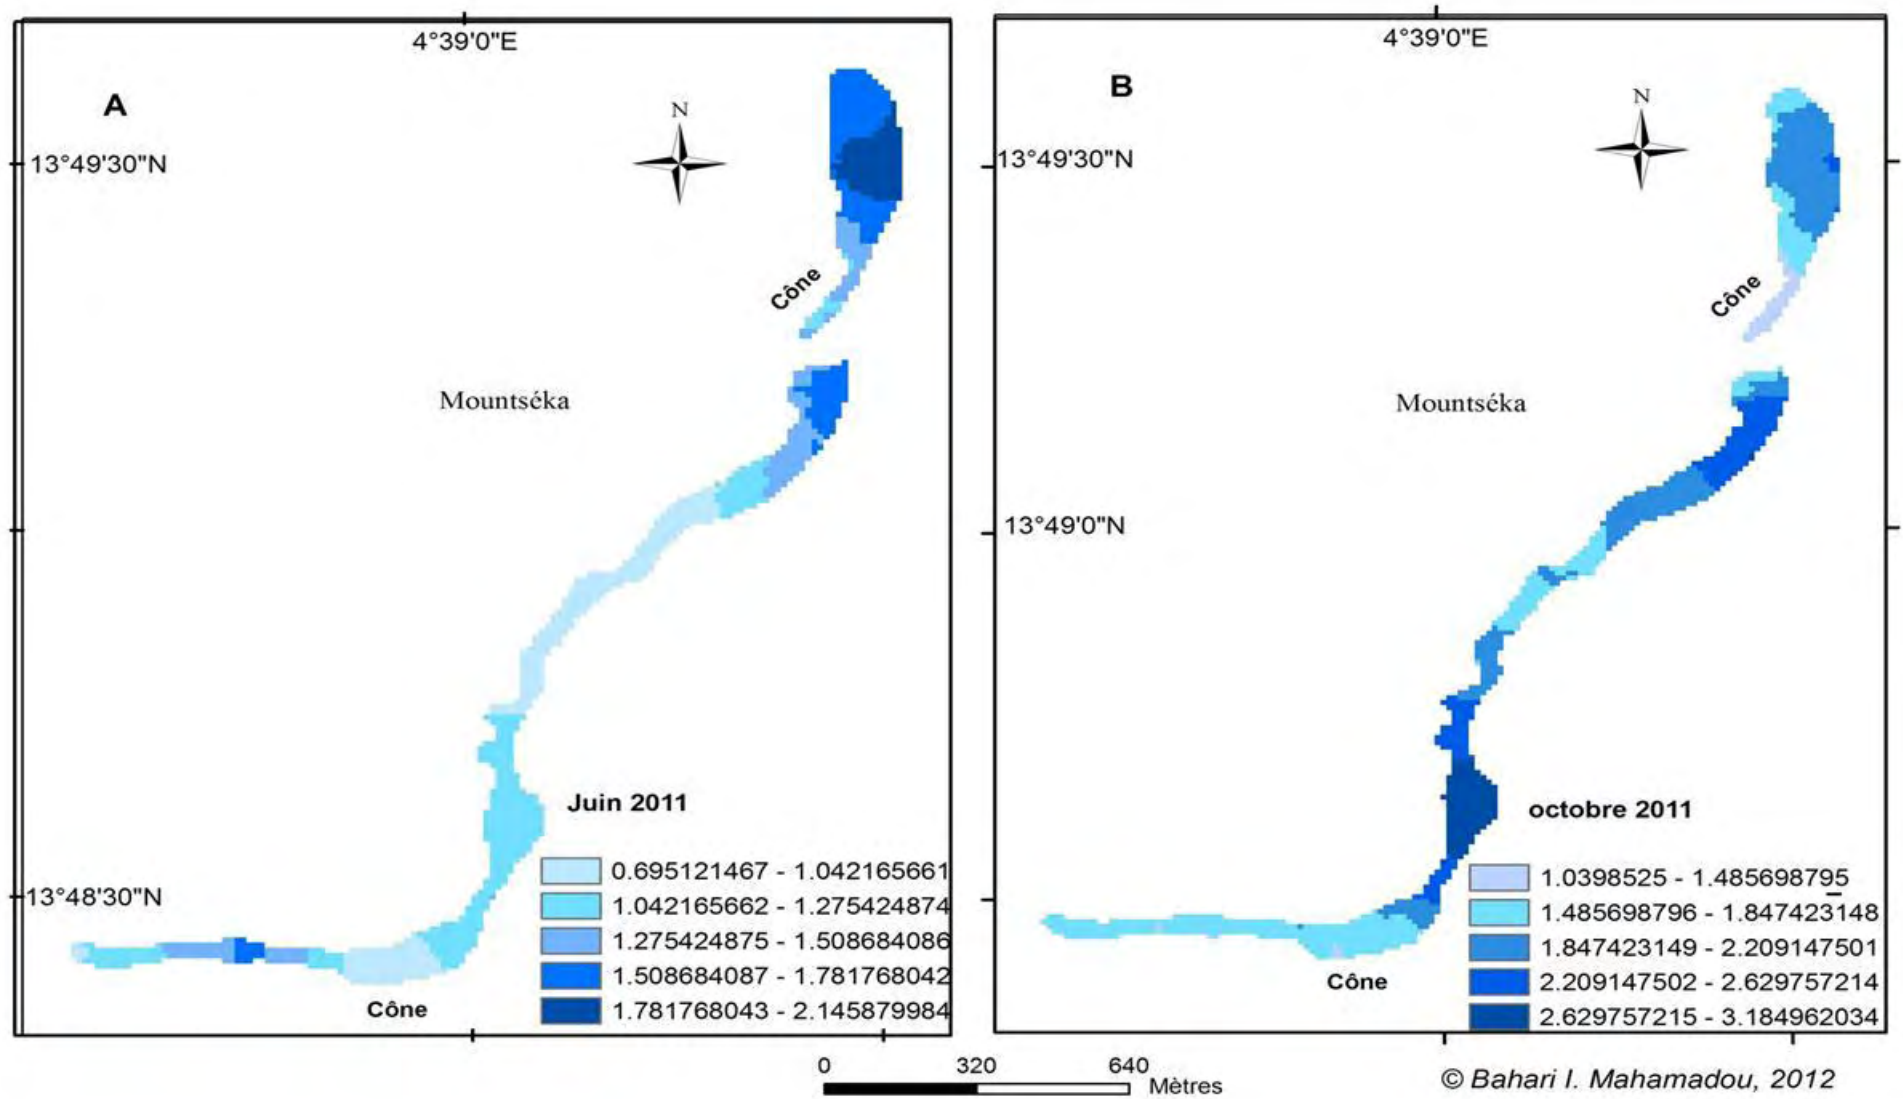 4°39'0"E
A
N
13°49'30"N
Cône
Mountséka
Juin 2011
0.695121467 - 1.042165661
1.042165662 - 1.275424874
1.275424875 - 1.508684086
1.508684087 - 1.781768042
1.781768043 - 2.145879984
13°48'30"N
Cône
4°39'0"E
B
N
13°49'30"N
Cône
Mountséka
13°49'0"N
octobre 2011
1.0398525 - 1.485698795
1.485698796 - 1.847423148
1.847423149 - 2.209147501
2.209147502 - 2.629757214
2.629757215 - 3.184962034
Cône
0 320 640
Mètres
© Bahari I. Mahamadou, 2012